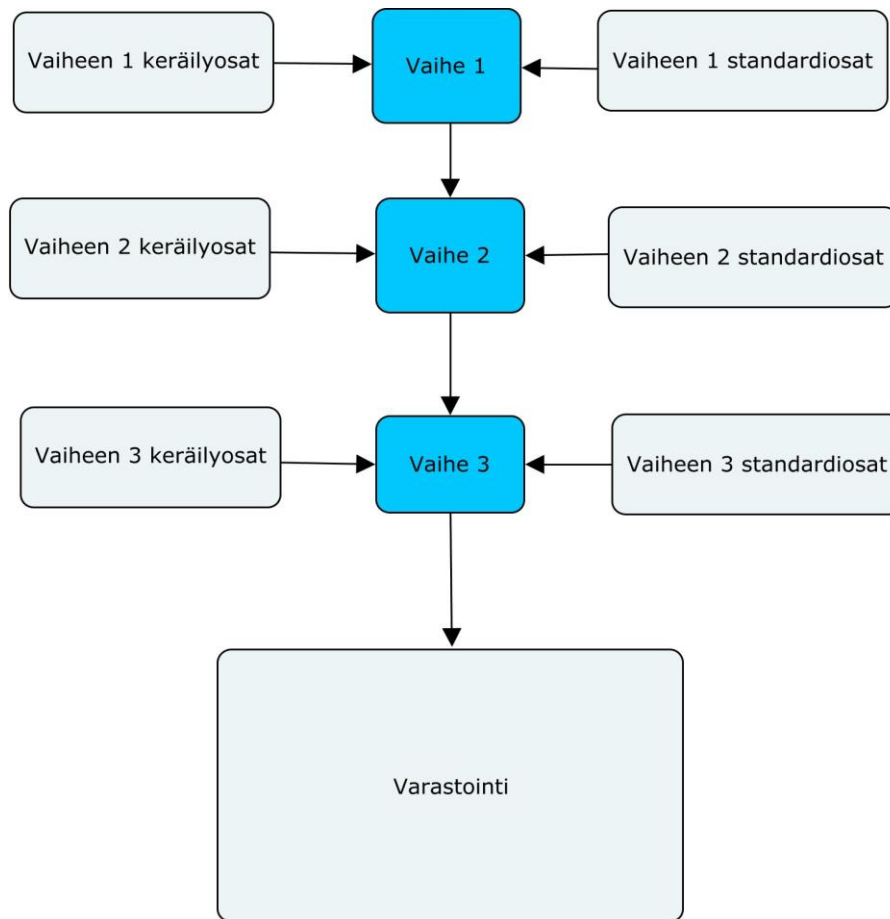 Vaiheen 1 keräilyosat
Vaihe 1
Vaiheen 1 standardiosat
Vaiheen 2 keräilyosat
Vaihe 2
Vaiheen 2 standardiosat
Vaiheen 3 keräilyosat
Vaihe 3
Vaiheen 3 standardiosat
Varastointi